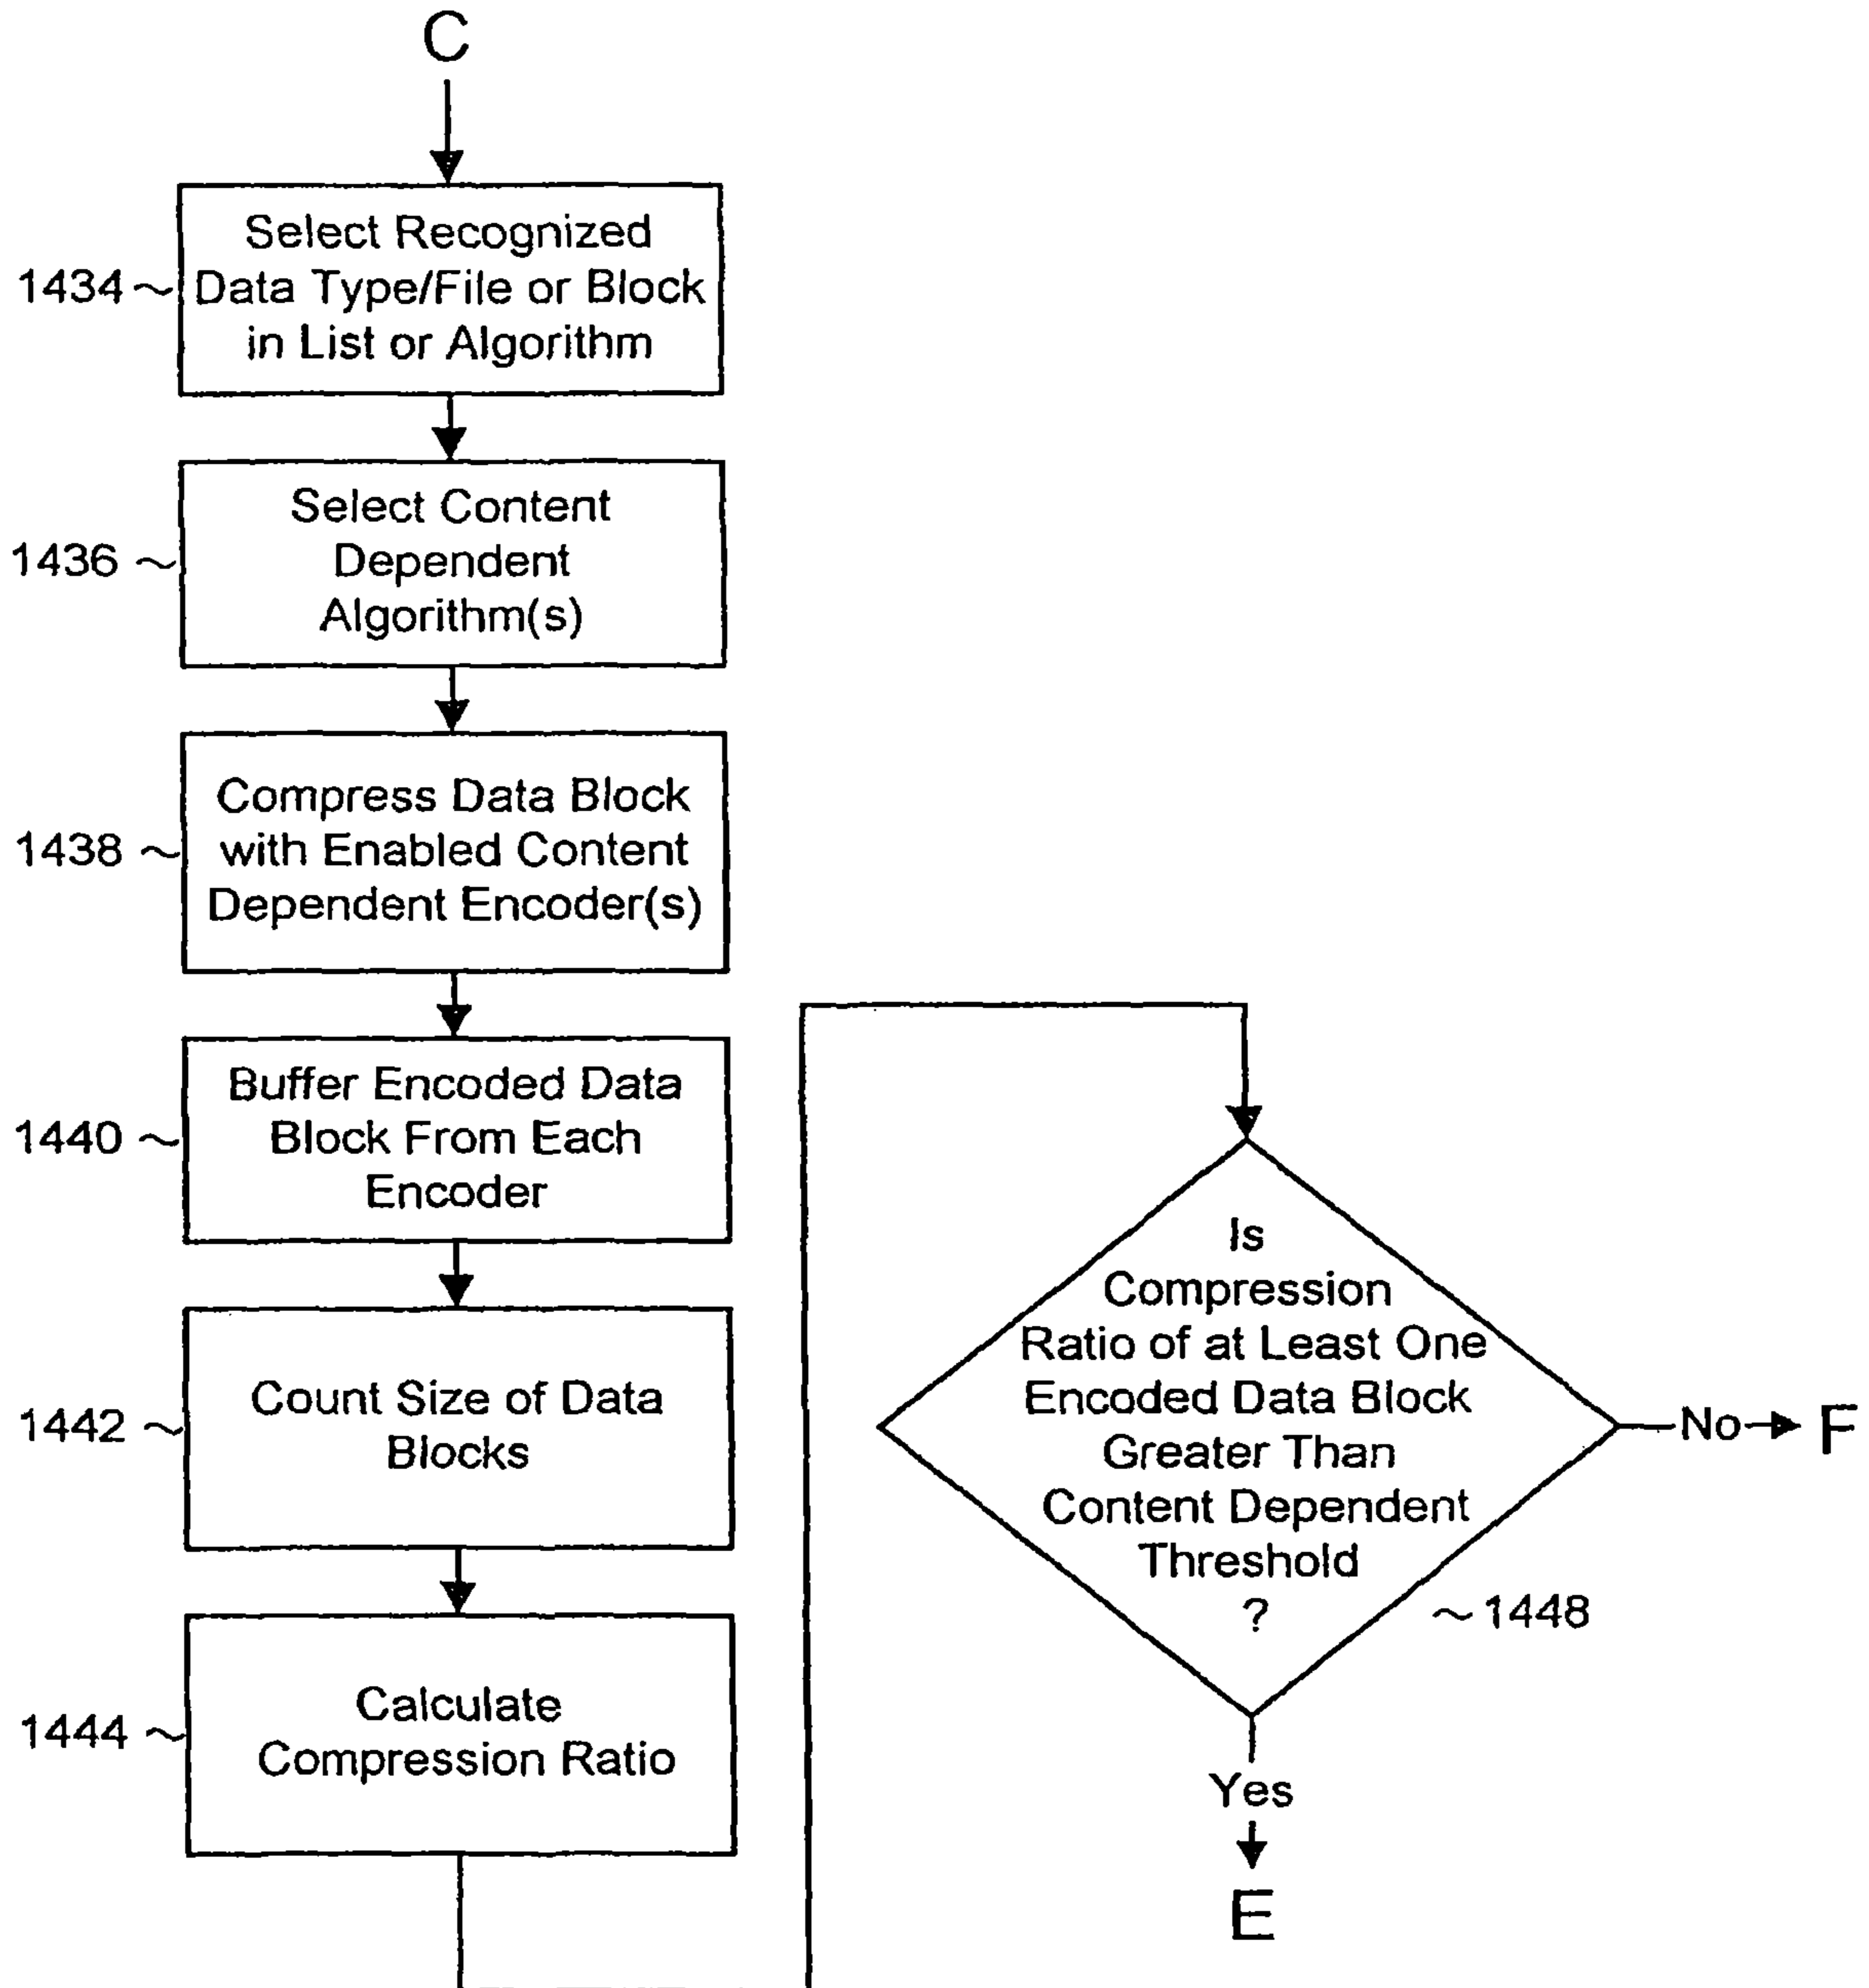 C
1434 ~ Select Recognized
Data Type/File or Block
in List or Algorithm
1436 ~ Select Content
Dependent
Algorithm(s)
1438 ~ Compress Data Block
with Enabled Content
Dependent Encoder(s)
1440 ~ Buffer Encoded Data
Block From Each
Encoder
1442 ~ Count Size of Data
Blocks
1444 ~ Calculate
Compression Ratio
Is
Compression
Ratio of at Least One
Encoded Data Block
Greater Than
Content Dependent
Threshold
?
~ 1448
No
F
Yes
E